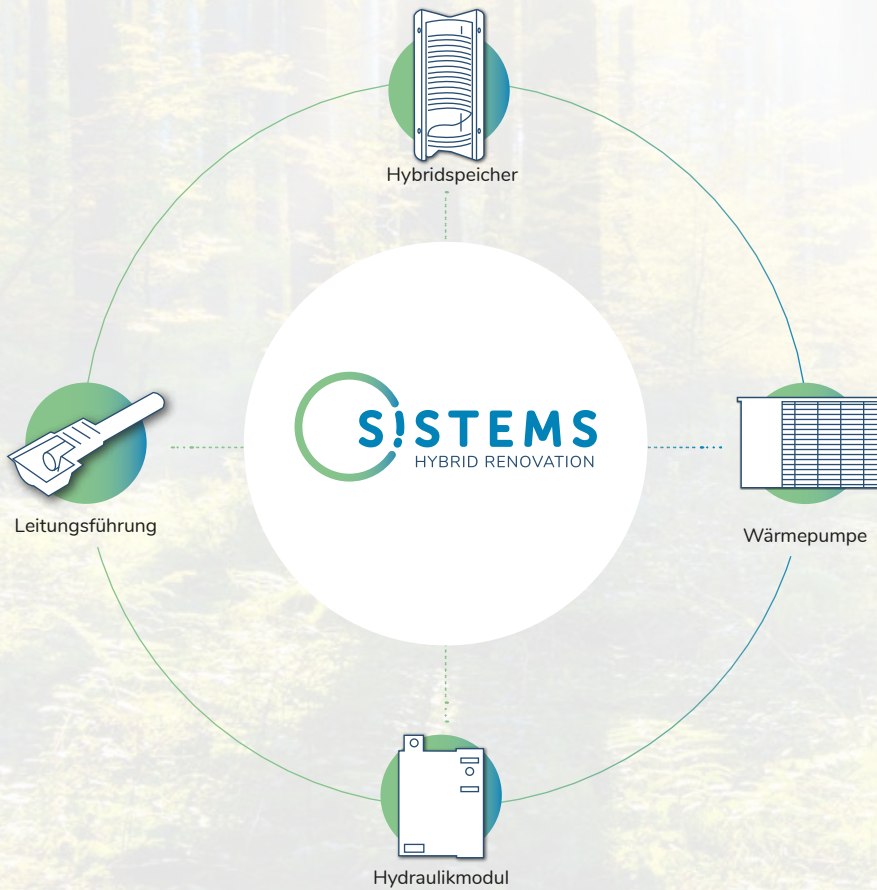 Hybridspeicher
S!STEMS
HYBRID RENOVATION
Leitungsführung
Wärmepumpe
Hydraulikmodul